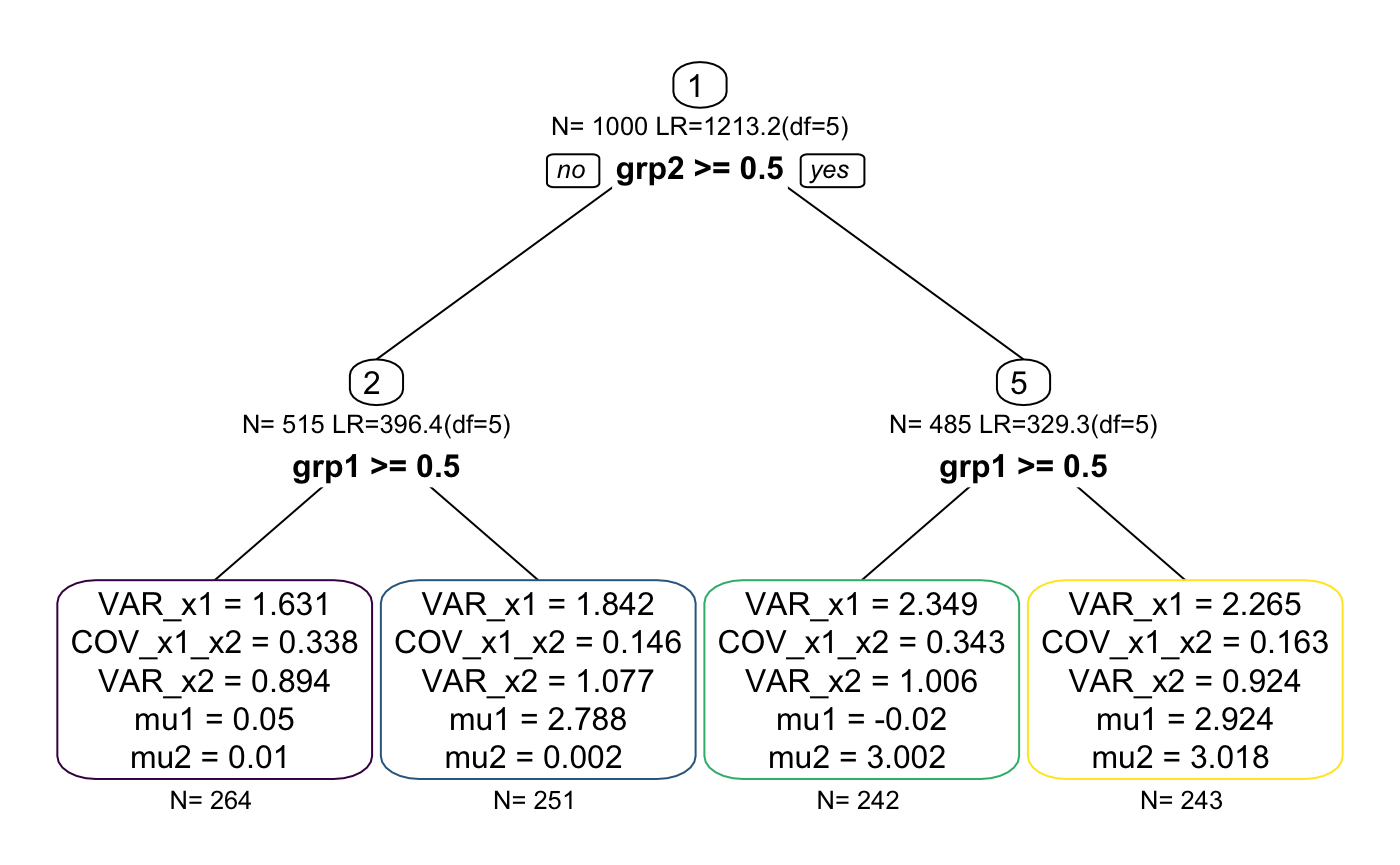 1
N= 1000 LR=1213.2(df=5)
no grp2 >= 0.5 yes
2
N= 515 LR=396.4(df=5)
grp1 >= 0.5
5
N= 485 LR=329.3(df=5)
grp1 >= 0.5
VAR_x1 = 1.631
COV_x1_x2 = 0.338
VAR_x2 = 0.894
mu1 = 0.05
mu2 = 0.01
N= 264
VAR_x1 = 1.842
COV_x1_x2 = 0.146
VAR_x2 = 1.077
mu1 = 2.788
mu2 = 0.002
N= 251
VAR_x1 = 2.349
COV_x1_x2 = 0.343
VAR_x2 = 1.006
mu1 = -0.02
mu2 = 3.002
N= 242
VAR_x1 = 2.265
COV_x1_x2 = 0.163
VAR_x2 = 0.924
mu1 = 2.924
mu2 = 3.018
N= 243